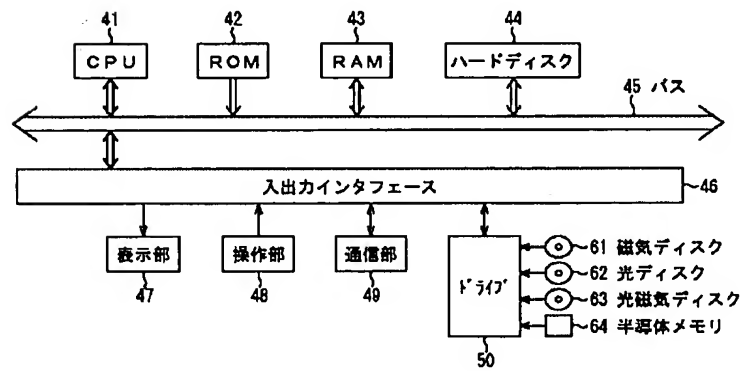 41 42 43 44
CPU ROM RAM ハードディスク
45 バス
入出力インタフェース 46
表示部 操作部 通信部 ドライブ
47 48 49 50
61 磁気ディスク
62 光ディスク
63 光磁気ディスク
64 半導体メモリ